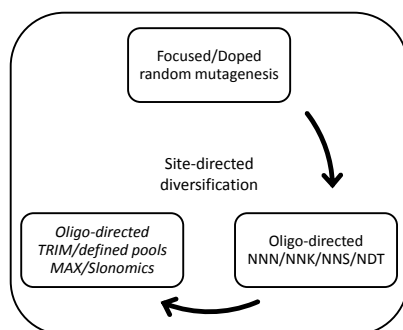 Focused/Doped
random mutagenesis
Site-directed
diversification
Oligo-directed
TRIM/defined pools
MAX/Slonomics
Oligo-directed
NNN/NNK/NNS/NDT